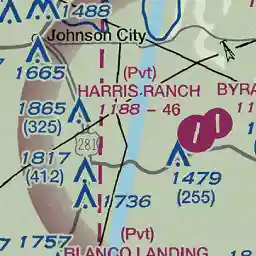 1488
Johnson City
1665
(Pvt)
HARRIS RANCH
BYRA
1188 - 46
11
1865
(325)
281
1817
(412)
1479
(255)
1736
(Pvt)
1757
BLANCO LANDING